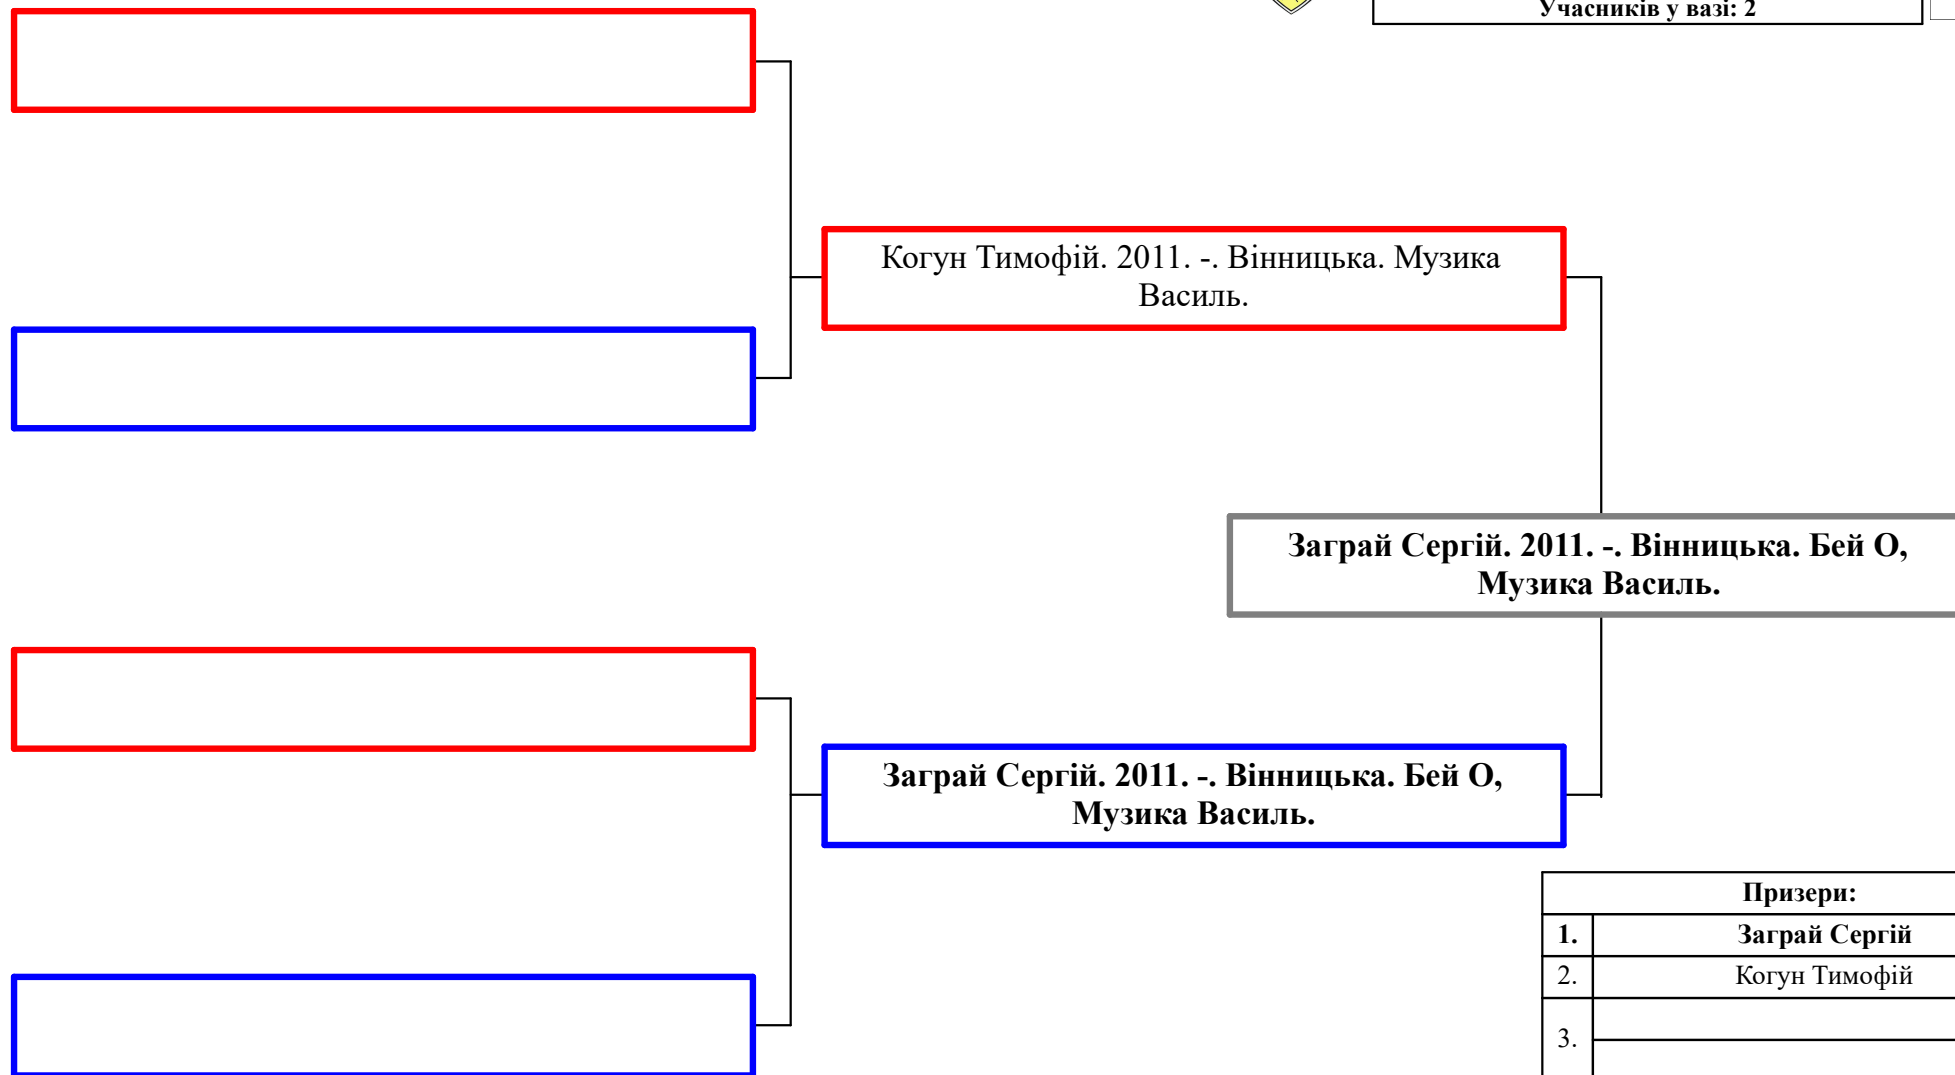 Учасників у вазі: 2
Когун Тимофій. 2011. -. Вінницька. Музика
Василь.
Заграй Сергій. 2011. -. Вінницька. Бей О,
Музика Василь.
Заграй Сергій. 2011. -. Вінницька. Бей О,
Музика Василь.
Призери:
1. Заграй Сергій
2. Когун Тимофій
3.